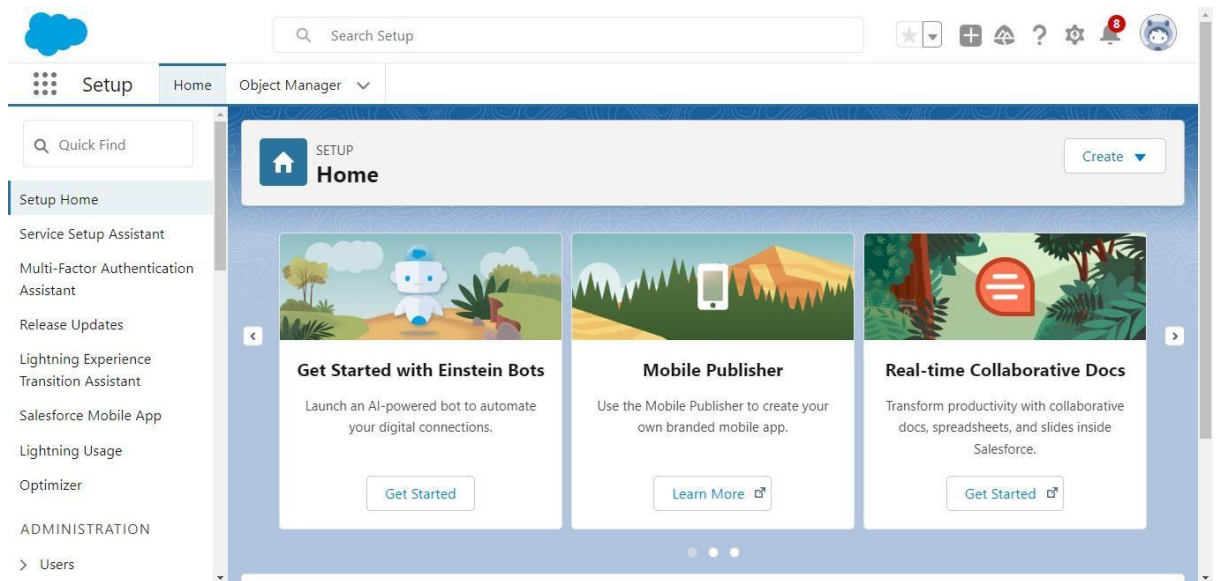 Search Setup
8
Setup
Home
Object Manager
Quick Find
Setup Home
Service Setup Assistant
Multi-Factor Authentication
Assistant
Release Updates
Lightning Experience
Transition Assistant
Salesforce Mobile App
Lightning Usage
Optimizer
ADMINISTRATION
Users
SETUP
Home
Create
Get Started with Einstein Bots
Launch an AI-powered bot to automate
your digital connections.
Get Started
Mobile Publisher
Use the Mobile Publisher to create your
own branded mobile app.
Learn More
Real-time Collaborative Docs
Transform productivity with collaborative
docs, spreadsheets, and slides inside
Salesforce.
Get Started